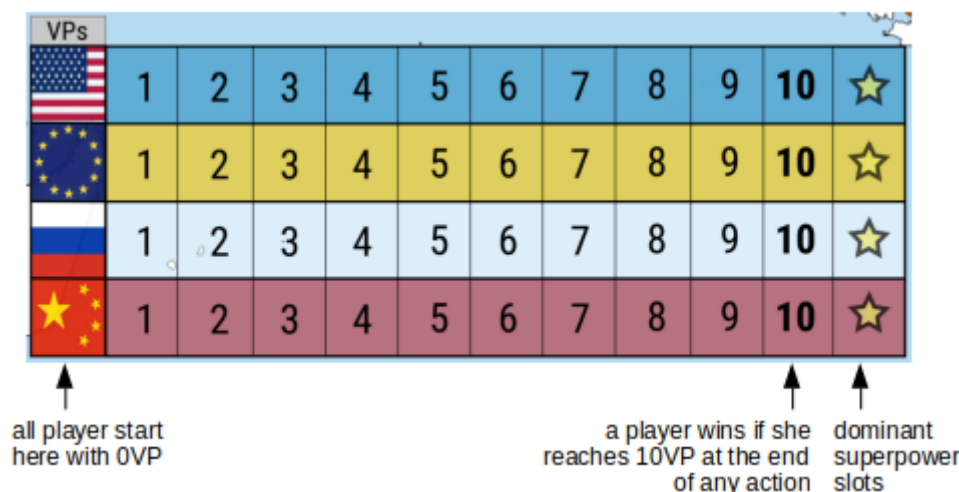 VPs
1 2 3 4 5 6 7 8 9 10
1 2 3 4 5 6 7 8 9 10
1 2 3 4 5 6 7 8 9 10
1 2 3 4 5 6 7 8 9 10
all player start
here with 0VP
a player wins if she
reaches 10VP at the end
of any action
dominant
superpower
slots